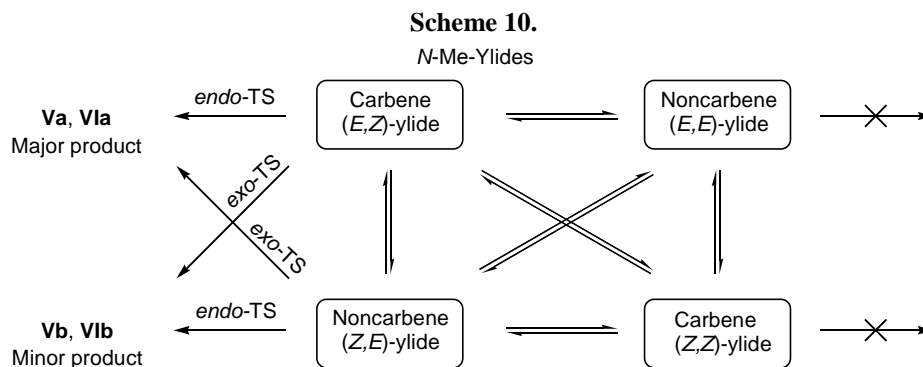 Scheme 10.
N-Me-Ylides
endo-TS
Va, VIa
Major product
Carbene
(E,Z)-ylide
Noncarbene
(E,E)-ylide
exo-TS
exo-TS
endo-TS
Vb, VIb
Minor product
Noncarbene
(Z,E)-ylide
Carbene
(Z,Z)-ylide